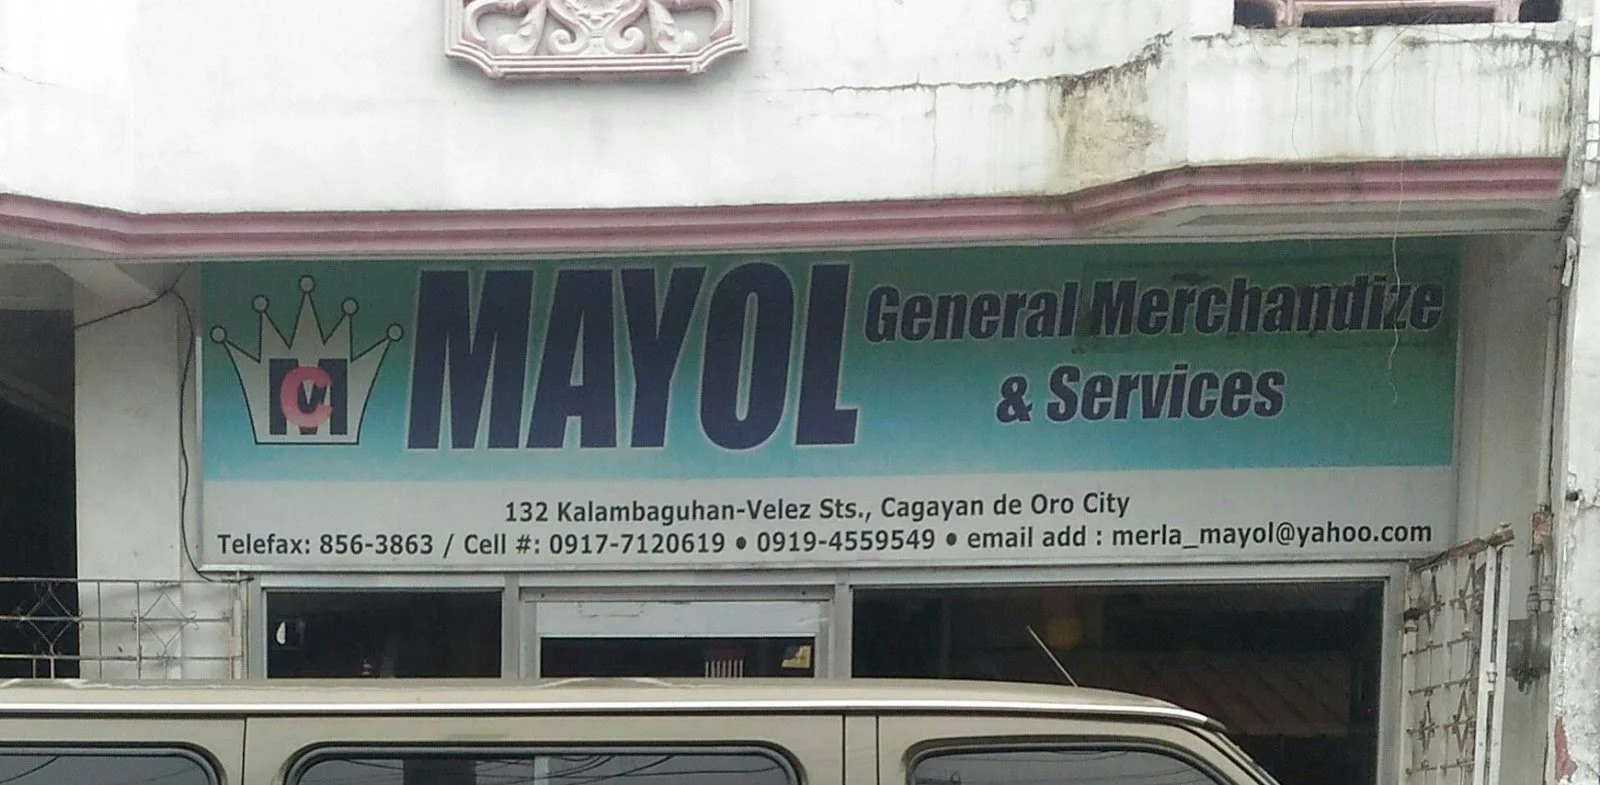 MCV
MAYOL
General Merchandize
& Services
132 Kalambaguhan-Velez Sts., Cagayan de Oro City
Telefax: 856-3863 / Cell #: 0917-7120619 • 0919-4559549 • email add : merla_mayol@yahoo.com